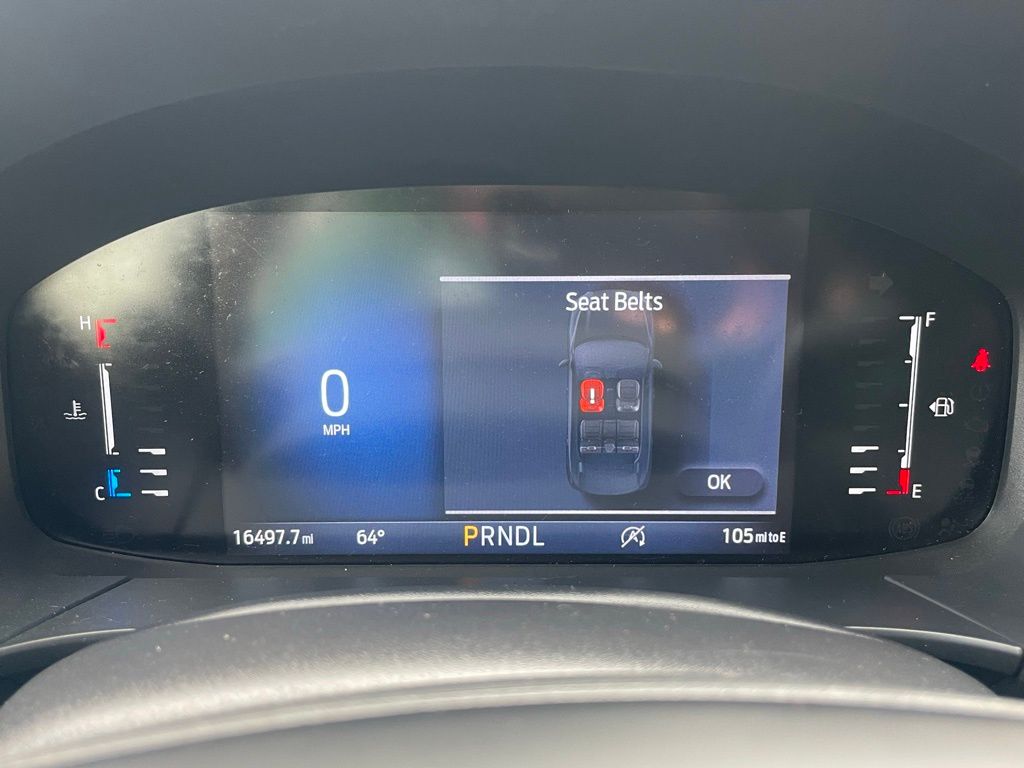 Seat Belts
H
F
!
0
MPH
OK
C
E
16497.7 mi
64°
PRNDL
A
105 mi to E